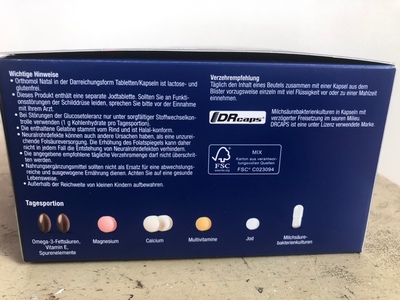 Wichtige Hinweise
• Orthomol Natal in der Darreichungsform Tabletten/Kapseln ist lactose- und
glutenfrei.
• Dieses Produkt enthält eine separate Jodtablette. Sollten Sie an Funkti-
onsstörungen der Schilddrüse leiden, sprechen Sie bitte vor der Einnahme
mit Ihrem Arzt.
• Bei Störungen der Glucosetoleranz nur unter sorgfältiger Stoffwechselkon-
trolle verwenden (1 g Kohlenhydrate pro Tagesportion).
• Die enthaltene Gelatine stammt vom Rind und ist Halal-konform.
• Neuralrohrdefekte können auch andere Ursachen haben, als eine unzurei-
chende Folsäureversorgung. Die Erhöhung des Folatspiegels kann daher
nicht in jedem Fall die Entstehung von Neuralrohrdefekten verhindern.
• Die angegebene empfohlene tägliche Verzehrsmenge darf nicht überschrit-
ten werden.
• Nahrungsergänzungsmittel sollten nicht als Ersatz für eine abwechslungs-
reiche und ausgewogene Ernährung dienen. Achten Sie auf eine gesunde
Lebensweise.
• Außerhalb der Reichweite von kleinen Kindern aufbewahren.
Verzehrempfehlung
Täglich den Inhalt eines Beutels zusammen mit einer Kapsel aus dem
Blister vorzugsweise einzeln mit viel Flüssigkeit vor oder zu einer Mahlzeit
einnehmen.
DRcaps
Milchsäurebakterienkulturen in Kapseln mit
verzögerter Freisetzung im sauren Milieu.
DRCAPS ist eine unter Lizenz verwendete Marke.
FSC
MIX
Karton aus verantwor-
tungsvollen Quellen
FSC® C023094
Tagesportion
Omega-3-Fettsäuren,
Vitamin E,
Spurenelemente
Magnesium
Calcium
Multivitamine
Jod
Milchsäure-
bakterienkulturen